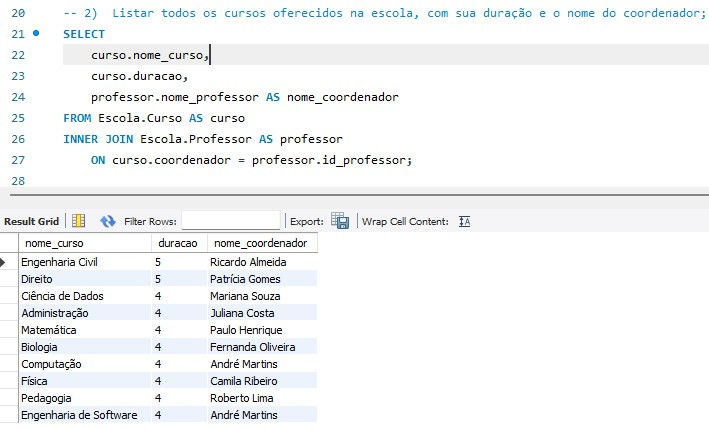 20 -- 2)  Listar todos os cursos oferecidos na escola, com sua duração e o nome do coordenador;
21 SELECT
22     curso.nome_curso,
23     curso.duracao,
24     professor.nome_professor AS nome_coordenador
25 FROM Escola.Curso AS curso
26 INNER JOIN Escola.Professor AS professor
27     ON curso.coordenador = professor.id_professor;
28
Result Grid Filter Rows: Export: Wrap Cell Content:
nome_curso duracao nome_coordenador
Engenharia Civil 5 Ricardo Almeida
Direito 5 Patrícia Gomes
Ciência de Dados 4 Mariana Souza
Administração 4 Juliana Costa
Matemática 4 Paulo Henrique
Biologia 4 Fernanda Oliveira
Computação 4 André Martins
Física 4 Camila Ribeiro
Pedagogia 4 Roberto Lima
Engenharia de Software 4 André Martins